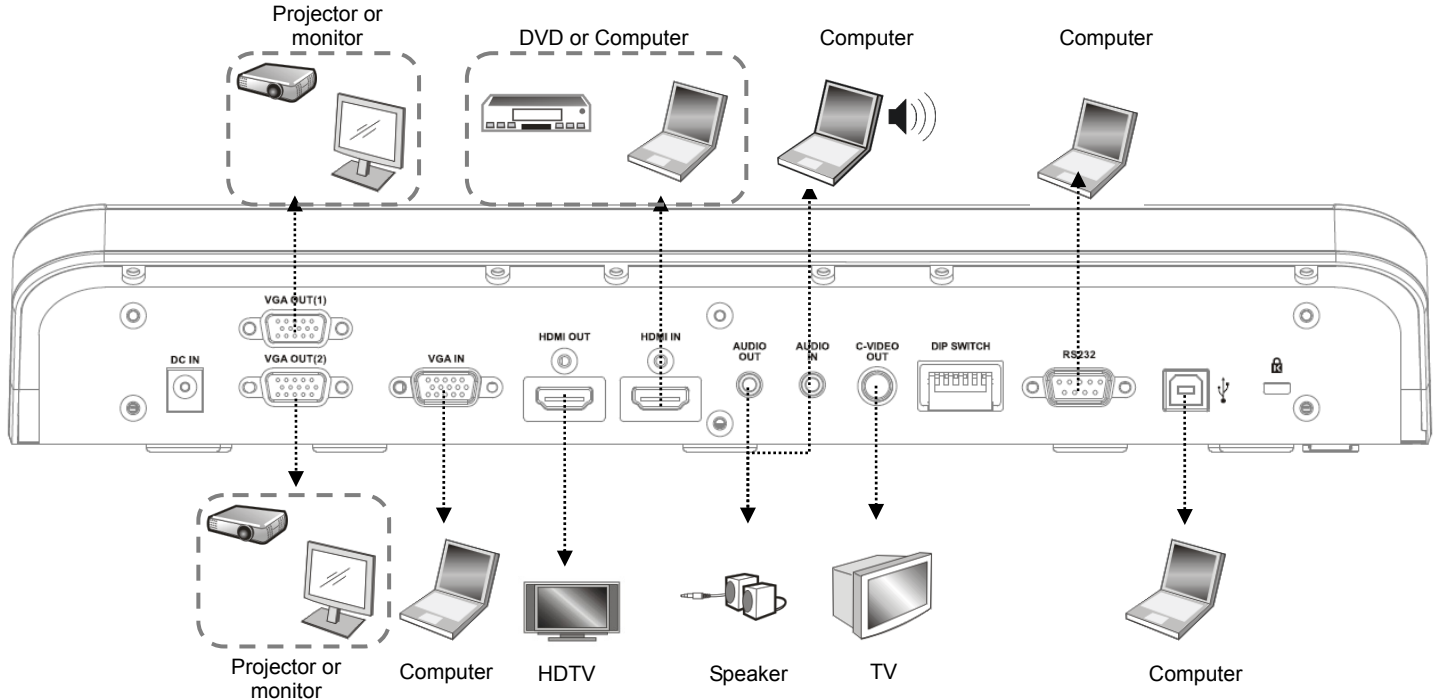 Projector or
monitor
DVD or Computer
Computer
Computer
VGA OUT(1)
HDMI OUT
HDMI IN
AUDIO
OUT
AUDIO
IN
C-VIDEO
OUT
DIP SWITCH
RS232
DC IN
VGA OUT(2)
VGA IN
K
Projector or
monitor
Computer
HDTV
Speaker
TV
Computer